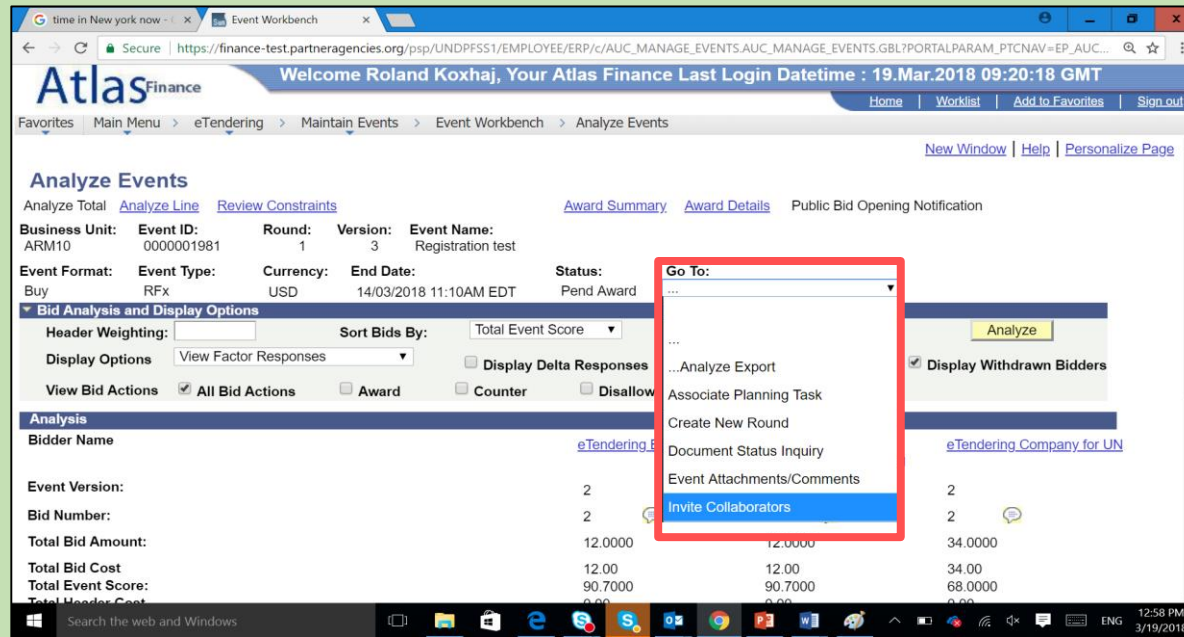 time in New york now -
Event Workbench
Secure | https://finance-test.partneragencies.org/psp/UNDPFSS1/EMPLOYEE/ERP/c/AUC_MANAGE_EVENTS.AUC_MANAGE_EVENTS.GBL?PORTALPARAM_PTCNAV=EP_AUC...
Atlas Finance
Welcome Roland Koxhaj, Your Atlas Finance Last Login Datetime : 19.Mar.2018 09:20:18 GMT
Home | Worklist | Add to Favorites | Sign out
Favorites Main Menu > eTendering > Maintain Events > Event Workbench > Analyze Events
New Window | Help | Personalize Page
Analyze Events
Analyze Total Analyze Line Review Constraints Award Summary Award Details Public Bid Opening Notification
Business Unit: Event ID: Round: Version: Event Name:
ARM10 0000001981 1 3 Registration test
Event Format: Event Type: Currency: End Date: Status: Go To:
Buy RFx USD 14/03/2018 11:10AM EDT Pend Award ...
Bid Analysis and Display Options
Header Weighting: Sort Bids By: Total Event Score Analyze
...
Display Options View Factor Responses Display Delta Responses ...Analyze Export Display Withdrawn Bidders
View Bid Actions All Bid Actions Award Counter Disallow Associate Planning Task
Analysis
Create New Round
Bidder Name eTendering Document Status Inquiry eTendering Company for UN
Event Attachments/Comments
Event Version: 2 2
Invite Collaborators
Bid Number: 2 2
Total Bid Amount: 12.0000 12.0000 34.0000
Total Bid Cost 12.00 12.00 34.00
Total Event Score: 90.7000 90.7000 68.0000
Total Header Cost 0.00 0.00 0.00
Search the web and Windows
ENG
12:58 PM
3/19/2018